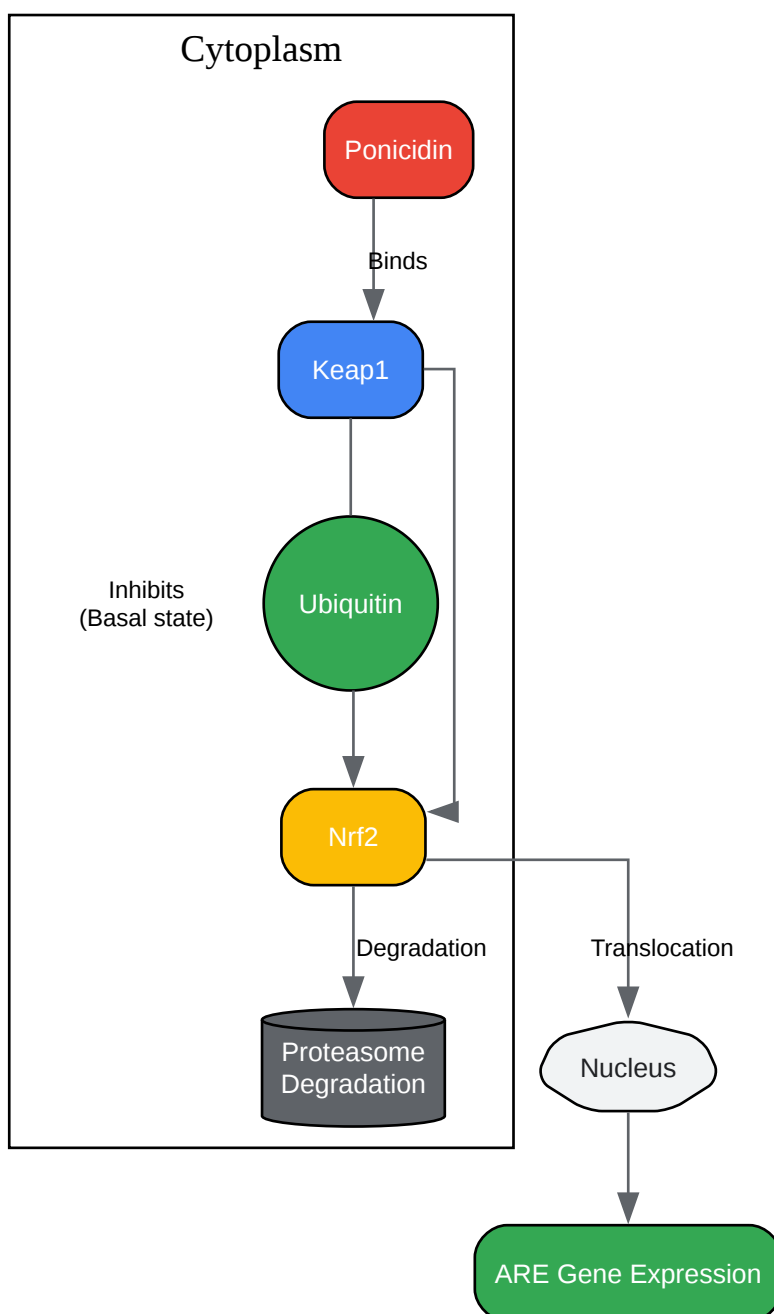 Cytoplasm
Ponicidin
Binds
Keap1
Inhibits
(Basal state)
Ubiquitin
Nrf2
Degradation
Translocation
Proteasome
Degradation
Nucleus
ARE Gene Expression